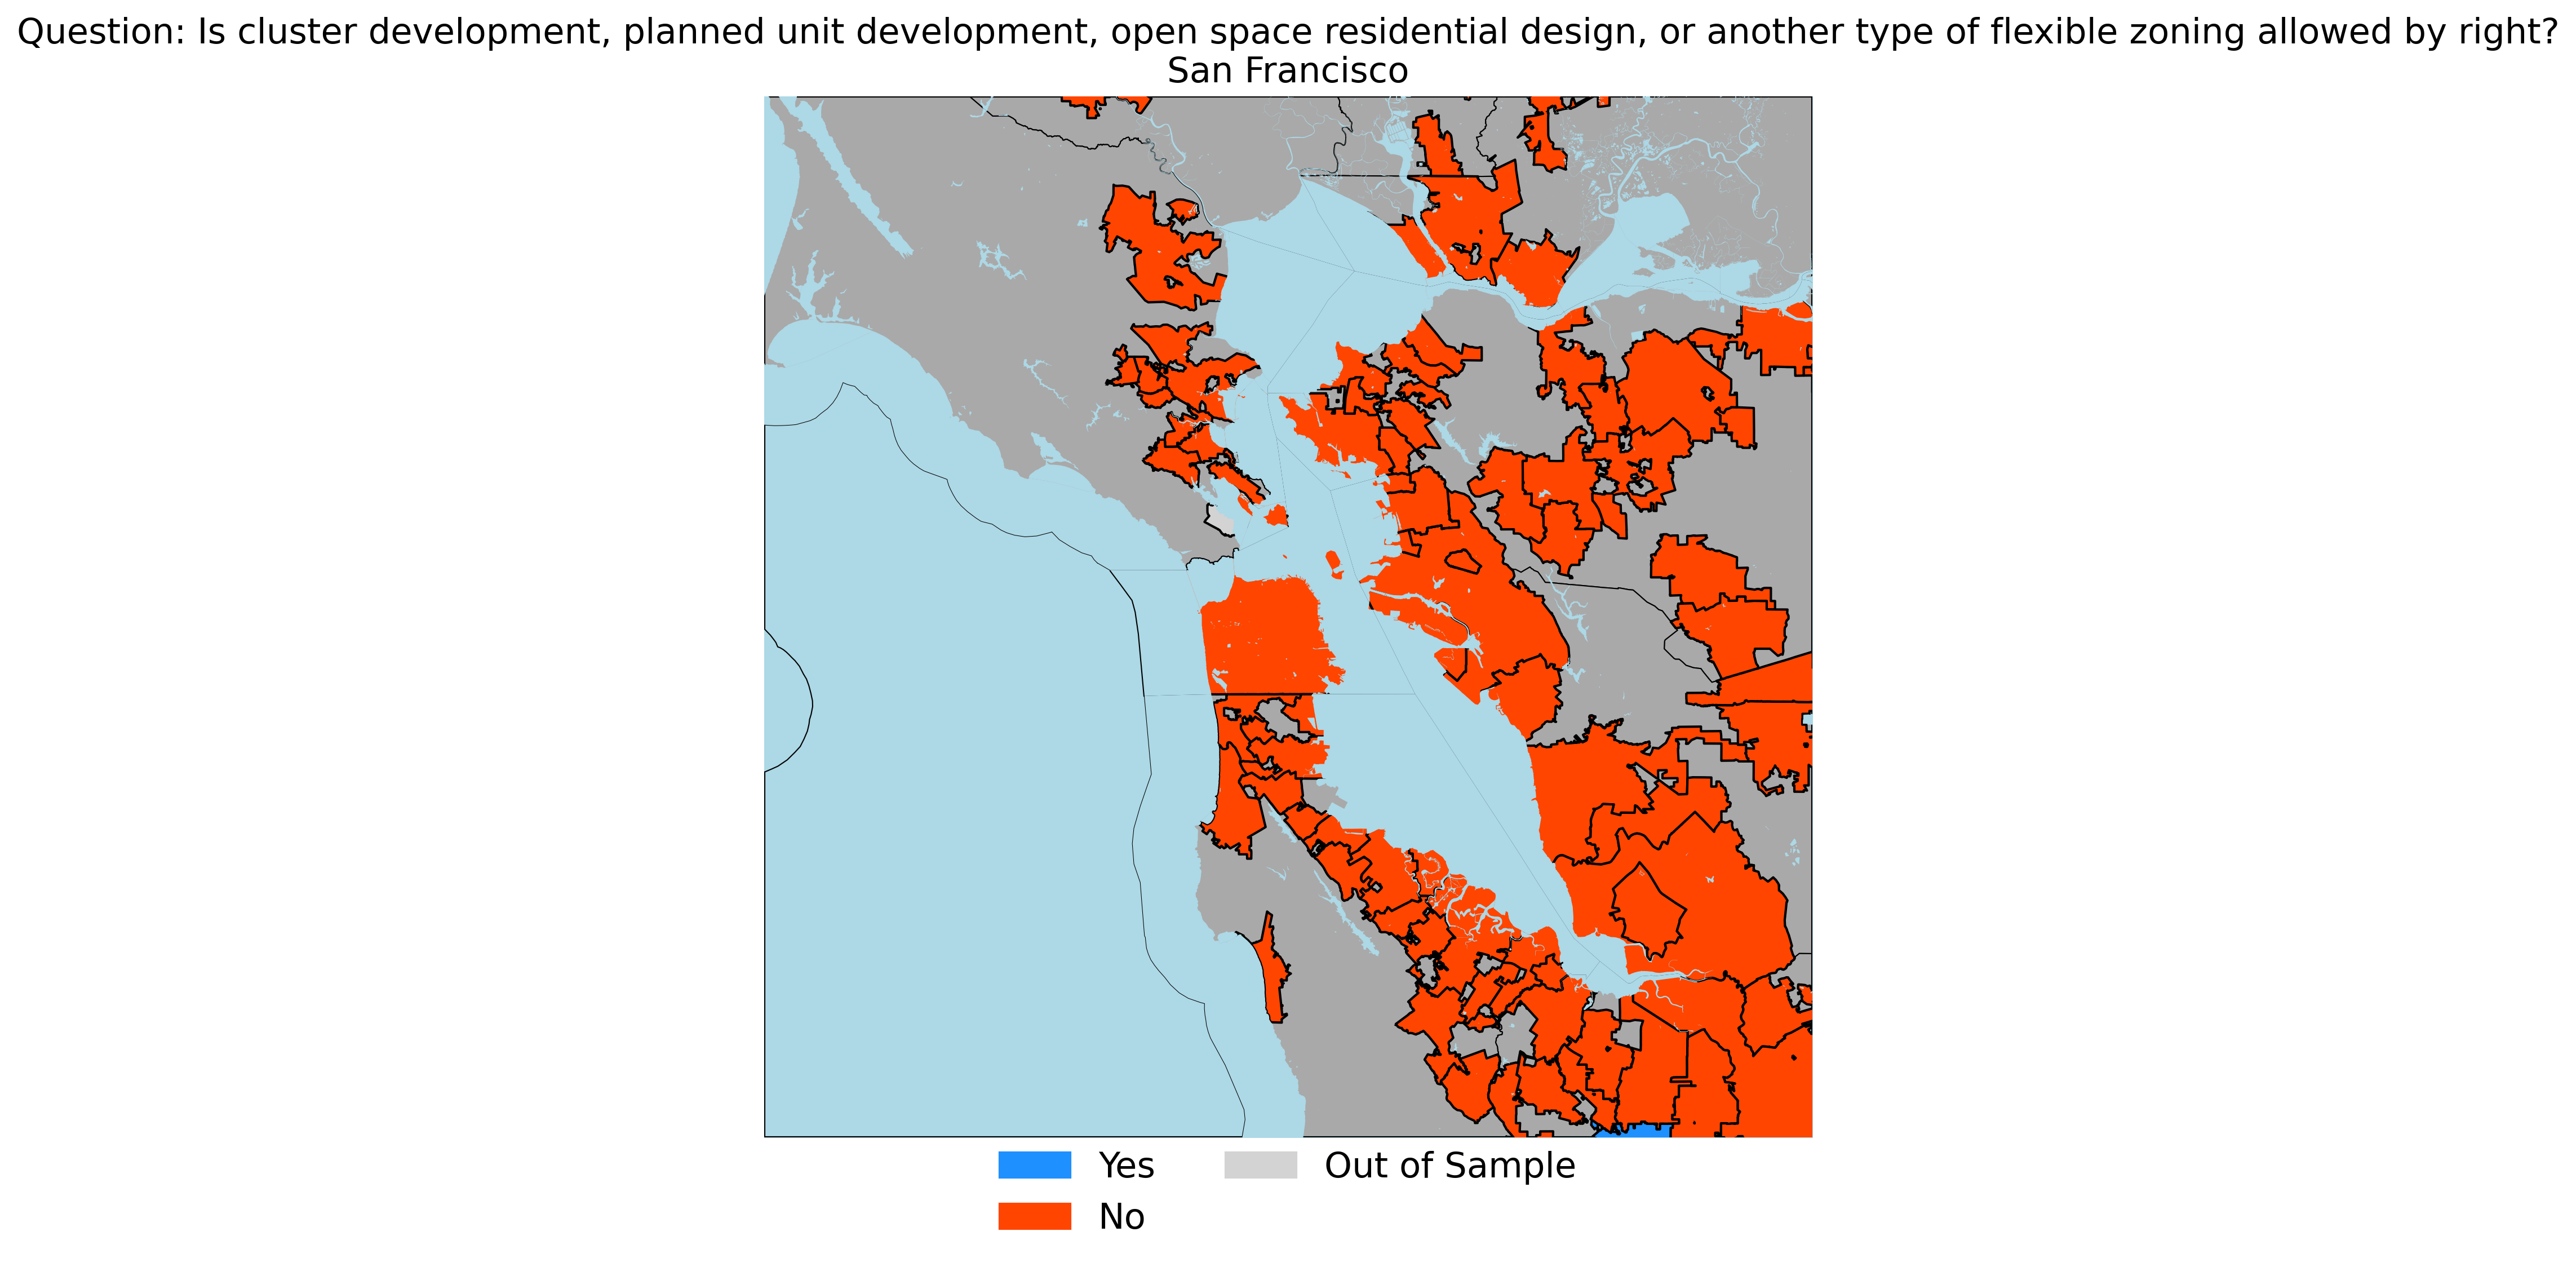 Question: Is cluster development, planned unit development, open space residential design, or another type of flexible zoning allowed by right?
San Francisco
Yes
Out of Sample
No